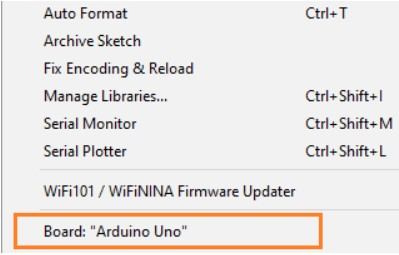 Auto Format Ctrl+T
Archive Sketch
Fix Encoding & Reload
Manage Libraries... Ctrl+Shift+I
Serial Monitor Ctrl+Shift+M
Serial Plotter Ctrl+Shift+L
WiFi101 / WiFiNINA Firmware Updater
Board: "Arduino Uno"